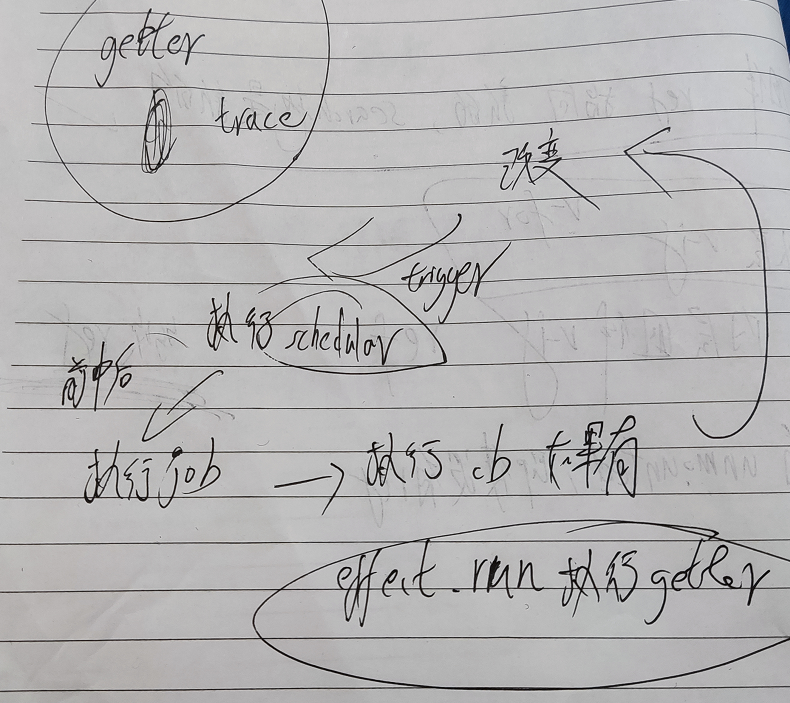 getter
trace
改变
trigger
执行 schedular
前中后
执行 job → 执行 cb 如果有
effect.run 执行 getter